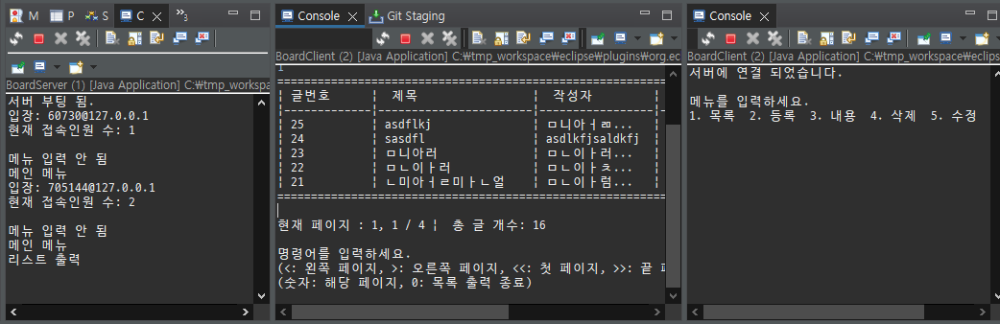 M P S C »3
BoardServer (1) [Java Application] C:₩tmp_workspa
서버 부팅 됨.
입장: 60730@127.0.0.1
현재 접속인원 수: 1
메뉴 입력 안 됨
메인 메뉴
입장: 705144@127.0.0.1
현재 접속인원 수: 2
메뉴 입력 안 됨
메인 메뉴
리스트 출력
Console Git Staging
BoardClient (2) [Java Application] C:₩tmp_workspace₩eclipse₩plugins₩org.ec
1
======================================================
¦ 글번호 ¦ 제목 ¦ 작성자 ¦
¦ 25 ¦ asdflkj ¦ ㅁ니아ㅓㄻ... ¦
¦ 24 ¦ sasdfl ¦ asdlkfjsaldkfj ¦
¦ 23 ¦ ㅁ니아러 ¦ ㅁㄴ이ㅏ러... ¦
¦ 22 ¦ ㅁㄴ이ㅏ러 ¦ ㅁㄴ이ㅏㅊ... ¦
¦ 21 ¦ ㄴ미아ㅓㄹ미ㅏㄴ얼 ¦ ㅁㄴ이ㅏ럼... ¦
======================================================
현재 페이지 : 1, 1 / 4 ¦ 총 글 개수: 16
명령어를 입력하세요.
(<: 왼쪽 페이지, >: 오른쪽 페이지, <<: 첫 페이지, >>: 끝 페
(숫자: 해당 페이지, 0: 목록 출력 종료)
Console
BoardClient (2) [Java Application] C:₩tmp_workspace₩eclips
서버에 연결 되었습니다.
메뉴를 입력하세요.
1. 목록 2. 등록 3. 내용 4. 삭제 5. 수정